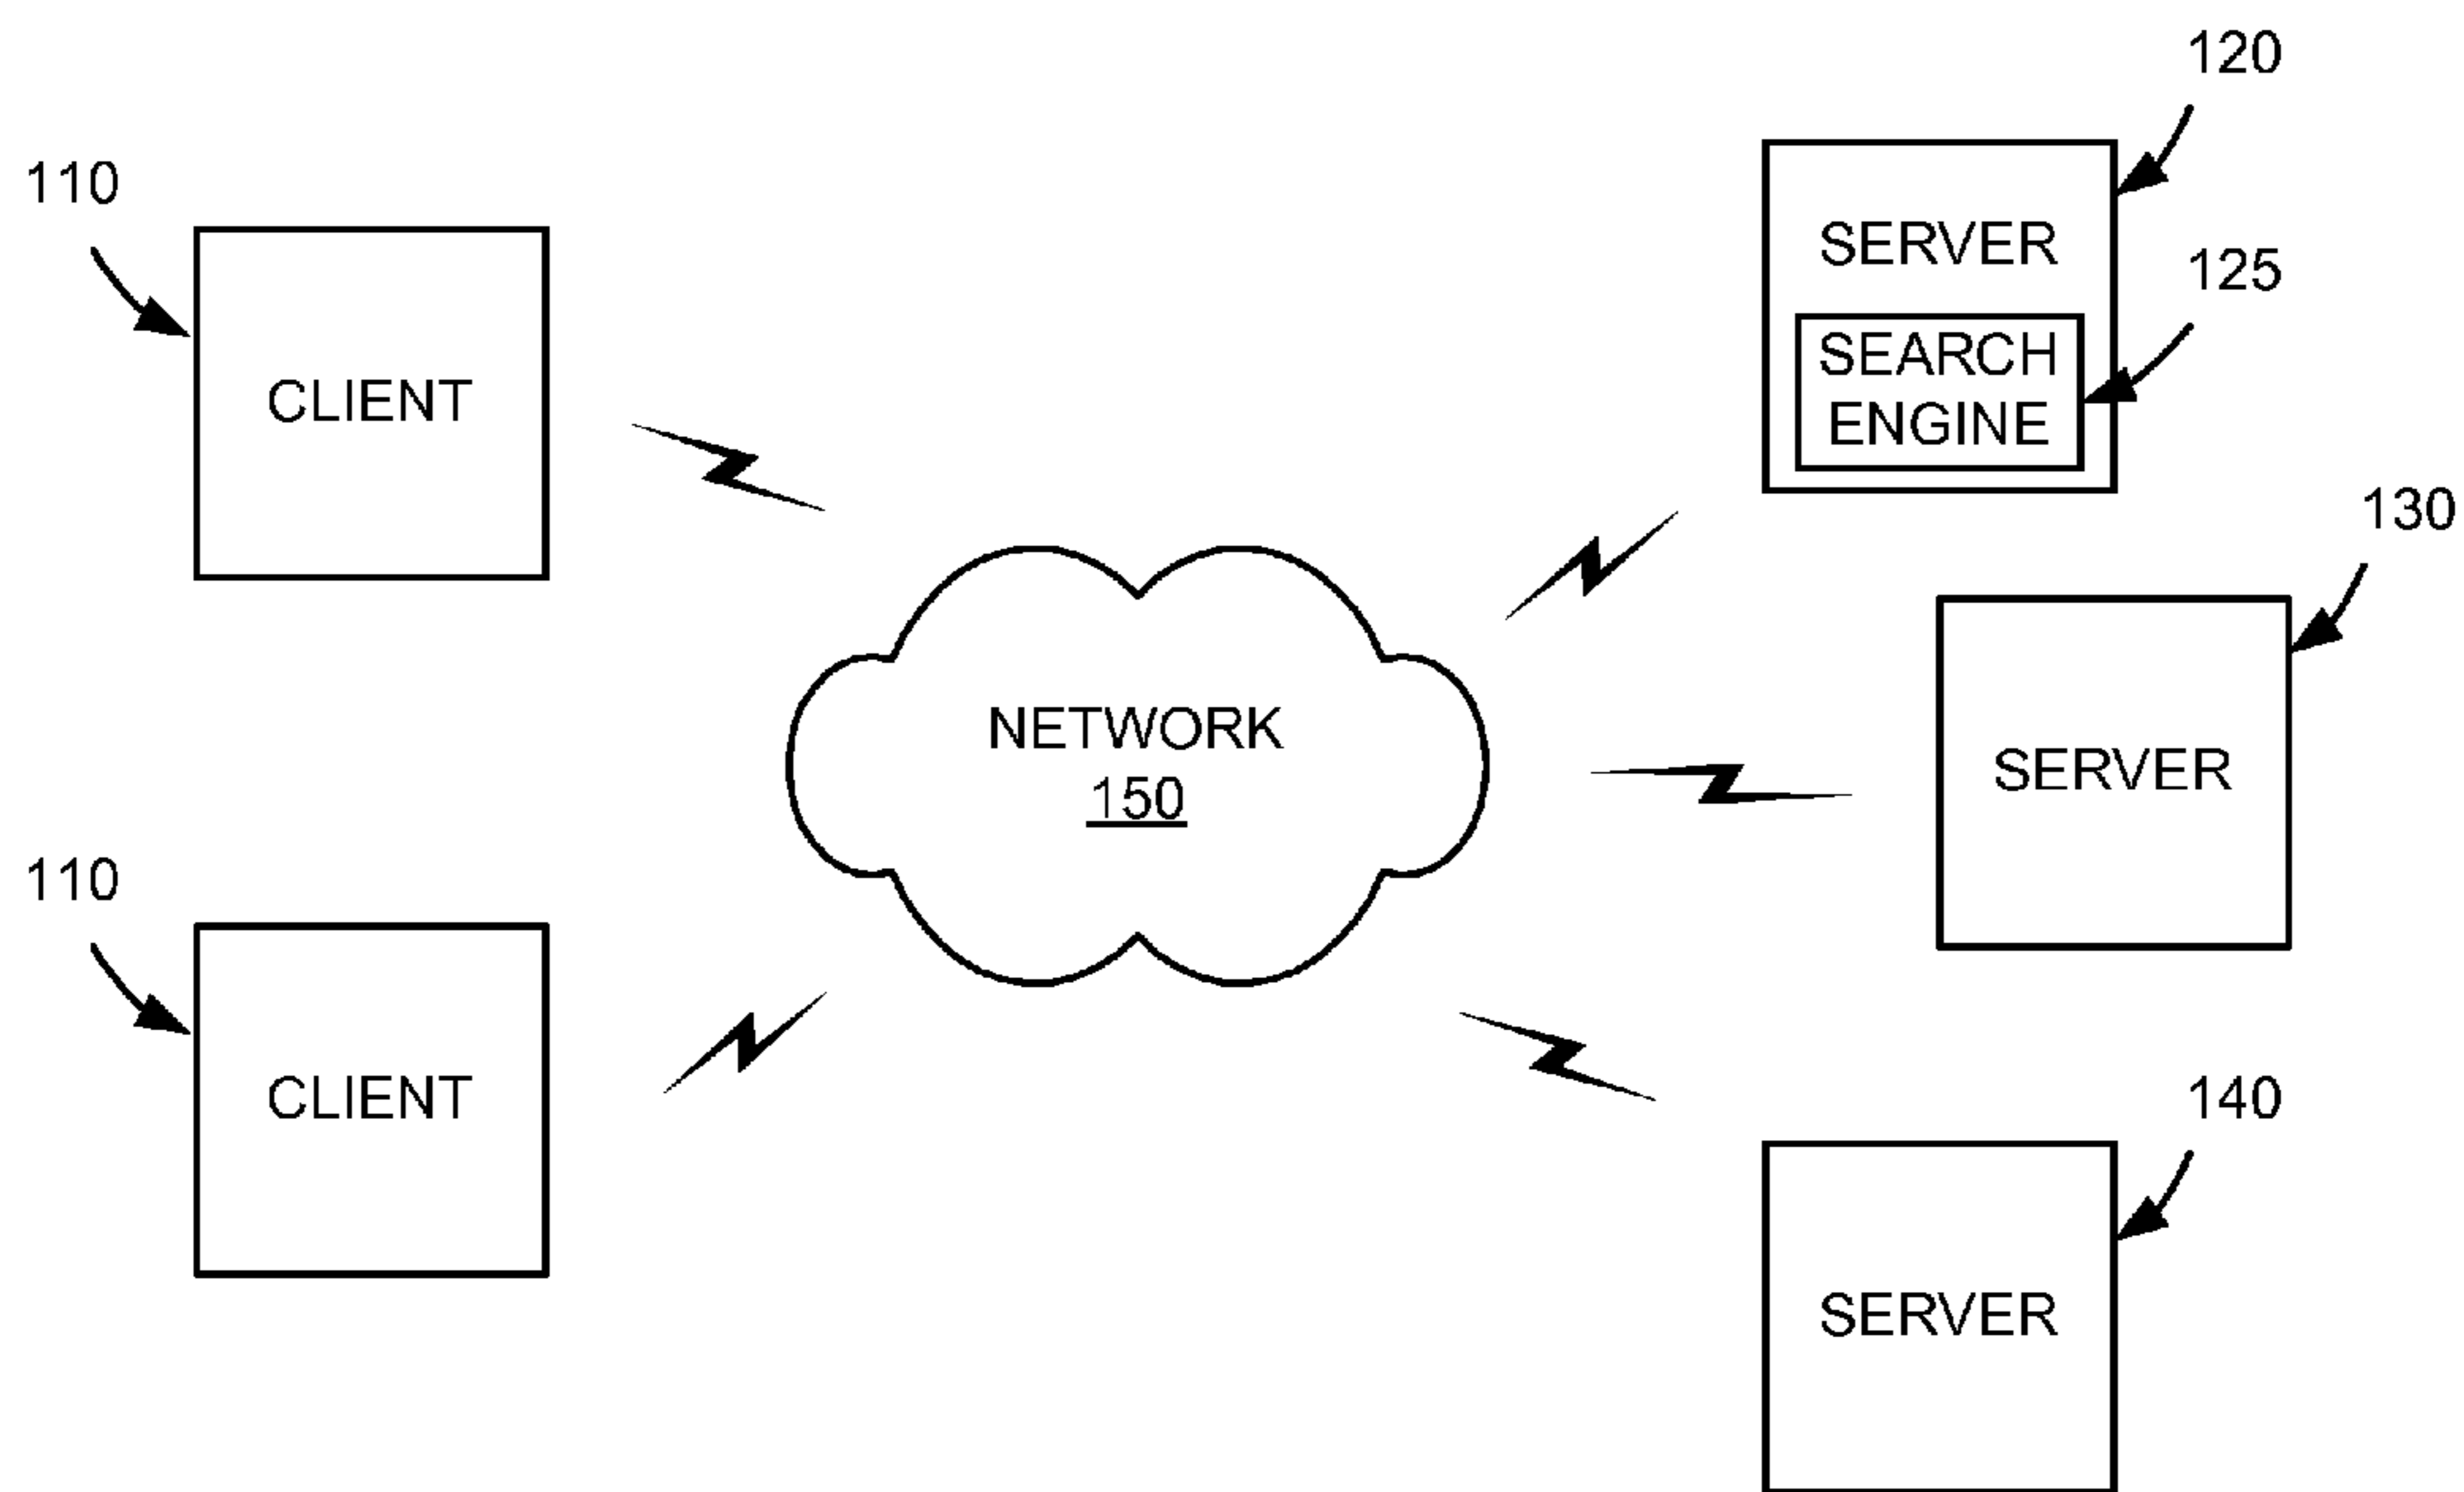 120
110
SERVER
125
SEARCH
ENGINE
CLIENT
130
NETWORK
150
SERVER
110
CLIENT
140
SERVER